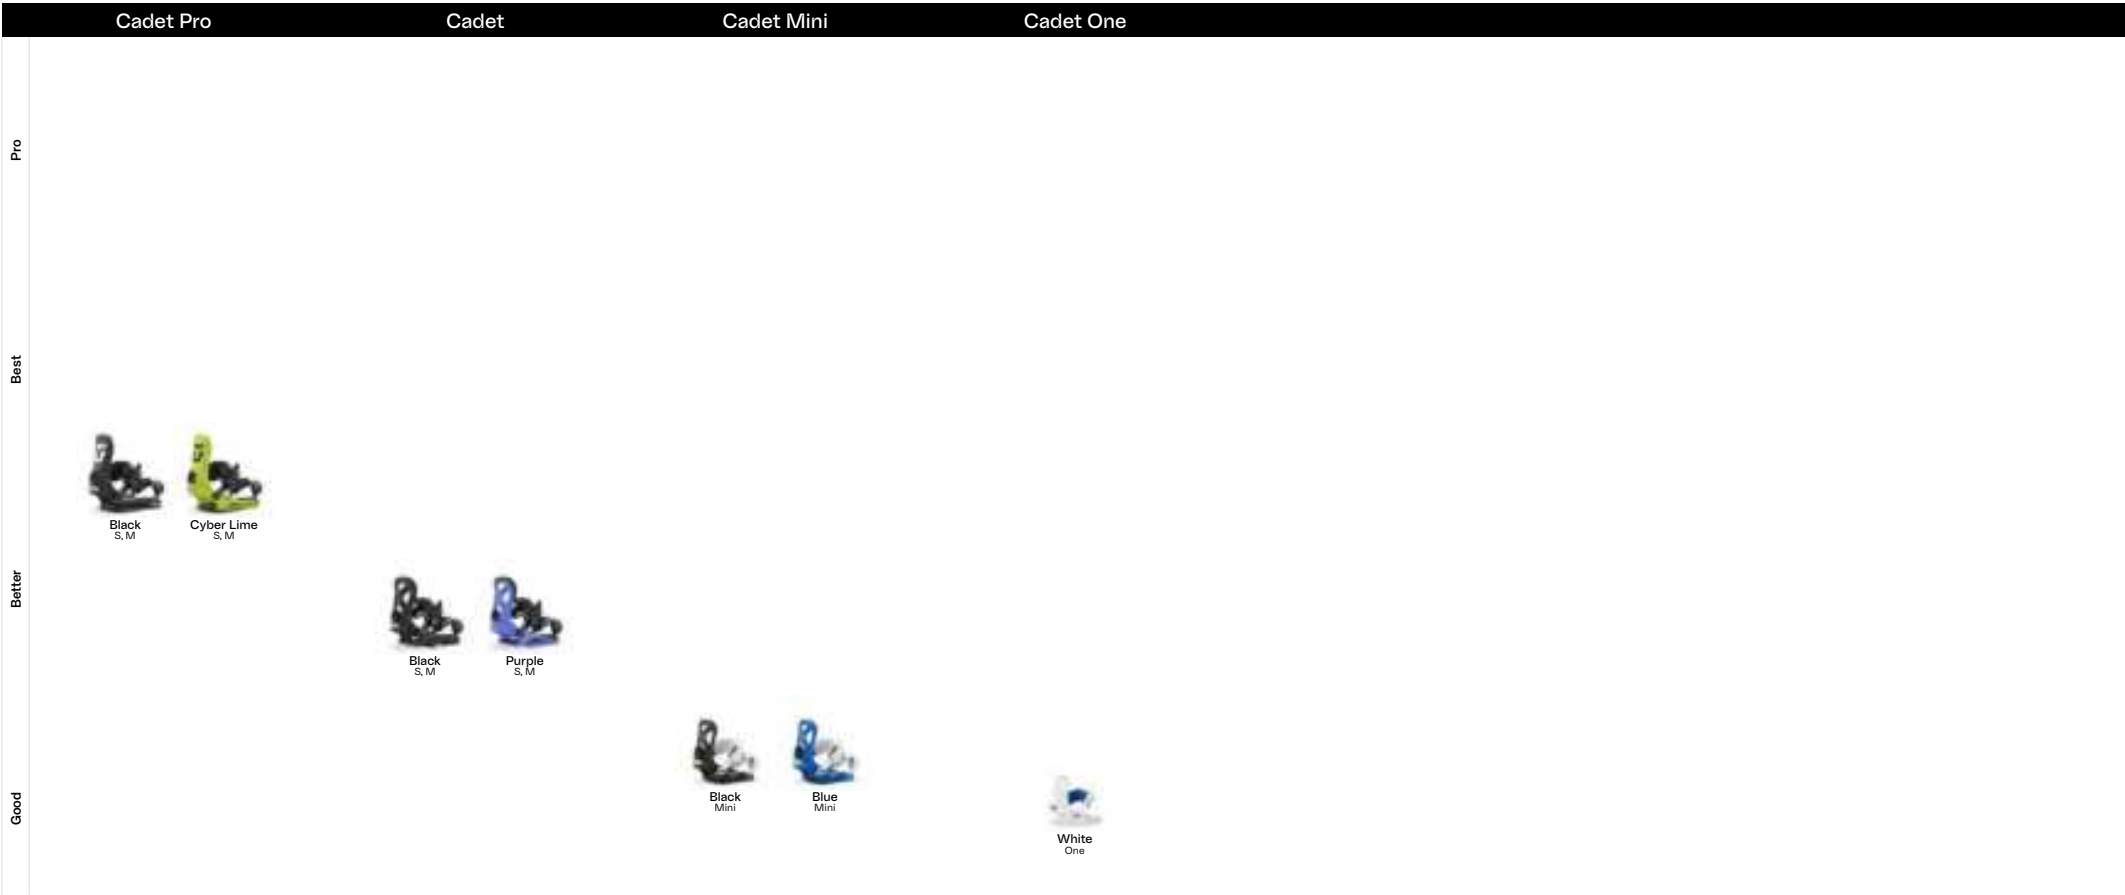 Cadet Pro
Cadet
Cadet Mini
Cadet One
Pro
Best
Black
S, M
Cyber Lime
S, M
Better
Black
S, M
Purple
S, M
Good
Black
Mini
Blue
Mini
White
One